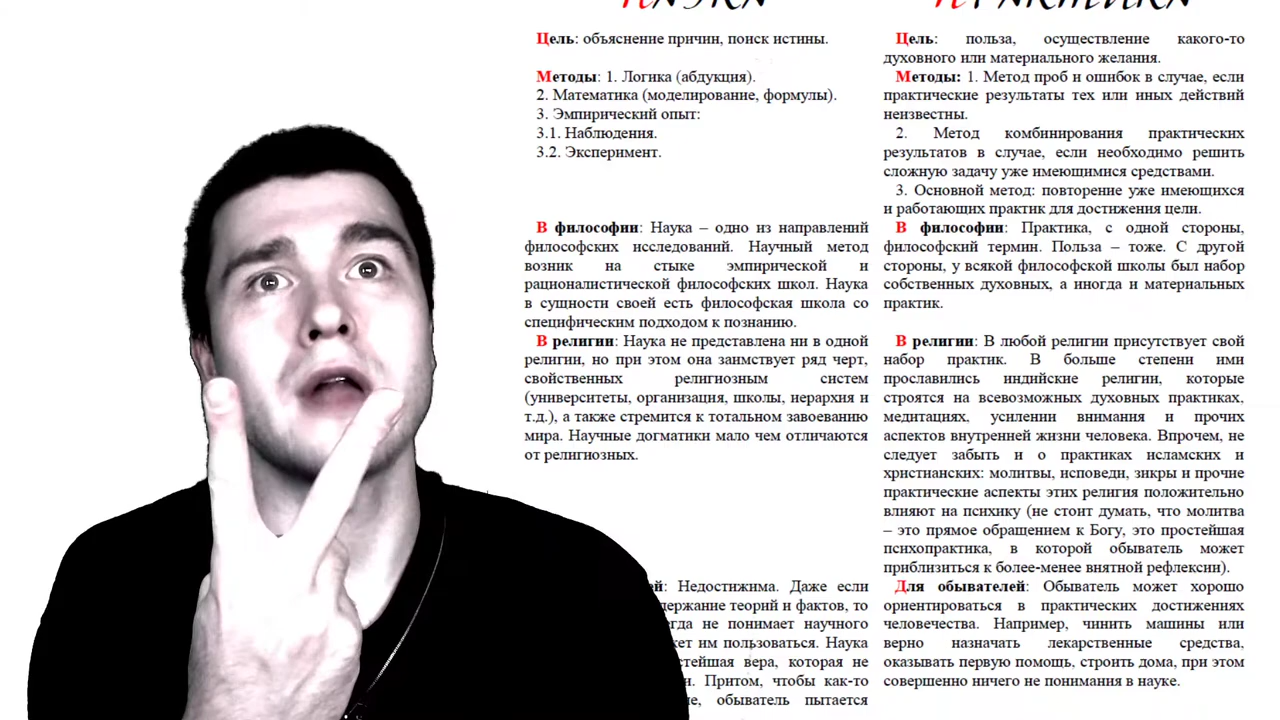 Цель: объяснение причин, поиск истины.
Методы: 1. Логика (абдукция).
2. Математика (моделирование, формулы).
3. Эмпирический опыт:
3.1. Наблюдения.
3.2. Эксперимент.
В философии: Наука – одно из направлений
философских исследований. Научный метод
возник на стыке эмпирической и
рационалистической философских школ. Наука
в сущности своей есть философская школа со
специфическим подходом к познанию.
В религии: Наука не представлена ни в одной
религии, но при этом она заимствует ряд черт,
свойственных религиозным систем
(университеты, организация, школы, иерархия и
т.д.), а также стремится к тотальном завоеванию
мира. Научные догматики мало чем отличаются
от религиозных.
Недостижима. Даже если
теорий и фактов, то
не понимает научного
им пользоваться. Наука
вера, которая не
Притом, чтобы как-то
обыватель пытается
Цель: польза, осуществление какого-то
духовного или материального желания.
Методы: 1. Метод проб и ошибок в случае, если
практические результаты тех или иных действий
неизвестны.
2. Метод комбинирования практических
результатов в случае, если необходимо решить
сложную задачу уже имеющимися средствами.
3. Основной метод: повторение уже имеющихся
и работающих практик для достижения цели.
В философии: Практика, с одной стороны,
философский термин. Польза – тоже. С другой
стороны, у всякой философской школы был набор
собственных духовных, а иногда и материальных
практик.
В религии: В любой религии присутствует свой
набор практик. В больше степени ими
прославились индийские религии, которые
строятся на всевозможных духовных практиках,
медитациях, усилении внимания и прочих
аспектов внутренней жизни человека. Впрочем, не
следует забыть и о практиках исламских и
христианских: молитвы, исповеди, зикры и прочие
практические аспекты этих религия положительно
влияют на психику (не стоит думать, что молитва
– это прямое обращением к Богу, это простейшая
психопрактика, в которой обыватель может
приблизиться к более-менее внятной рефлексии).
Для обывателей: Обыватель может хорошо
ориентироваться в практических достижениях
человечества. Например, чинить машины или
верно назначать лекарственные средства,
оказывать первую помощь, строить дома, при этом
совершенно ничего не понимания в науке.